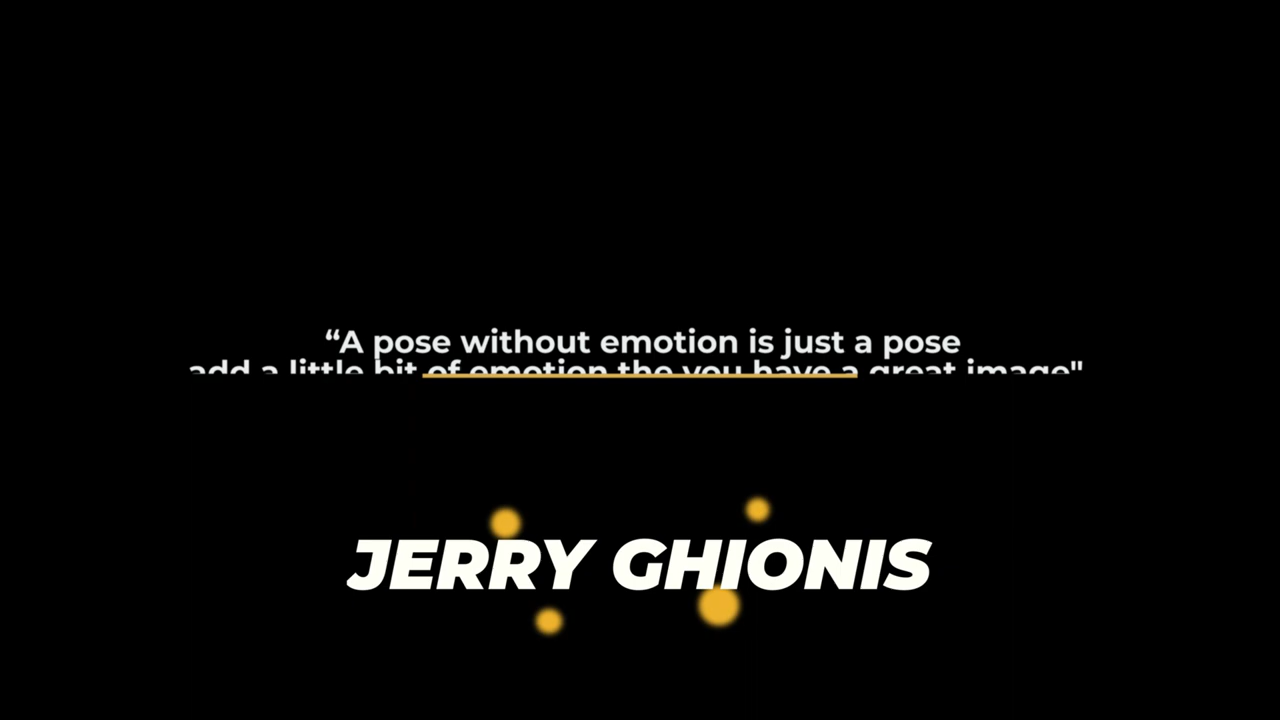 “A pose without emotion is just a pose
add a little bit of emotion the you have a great image"
JERRY GHIONIS